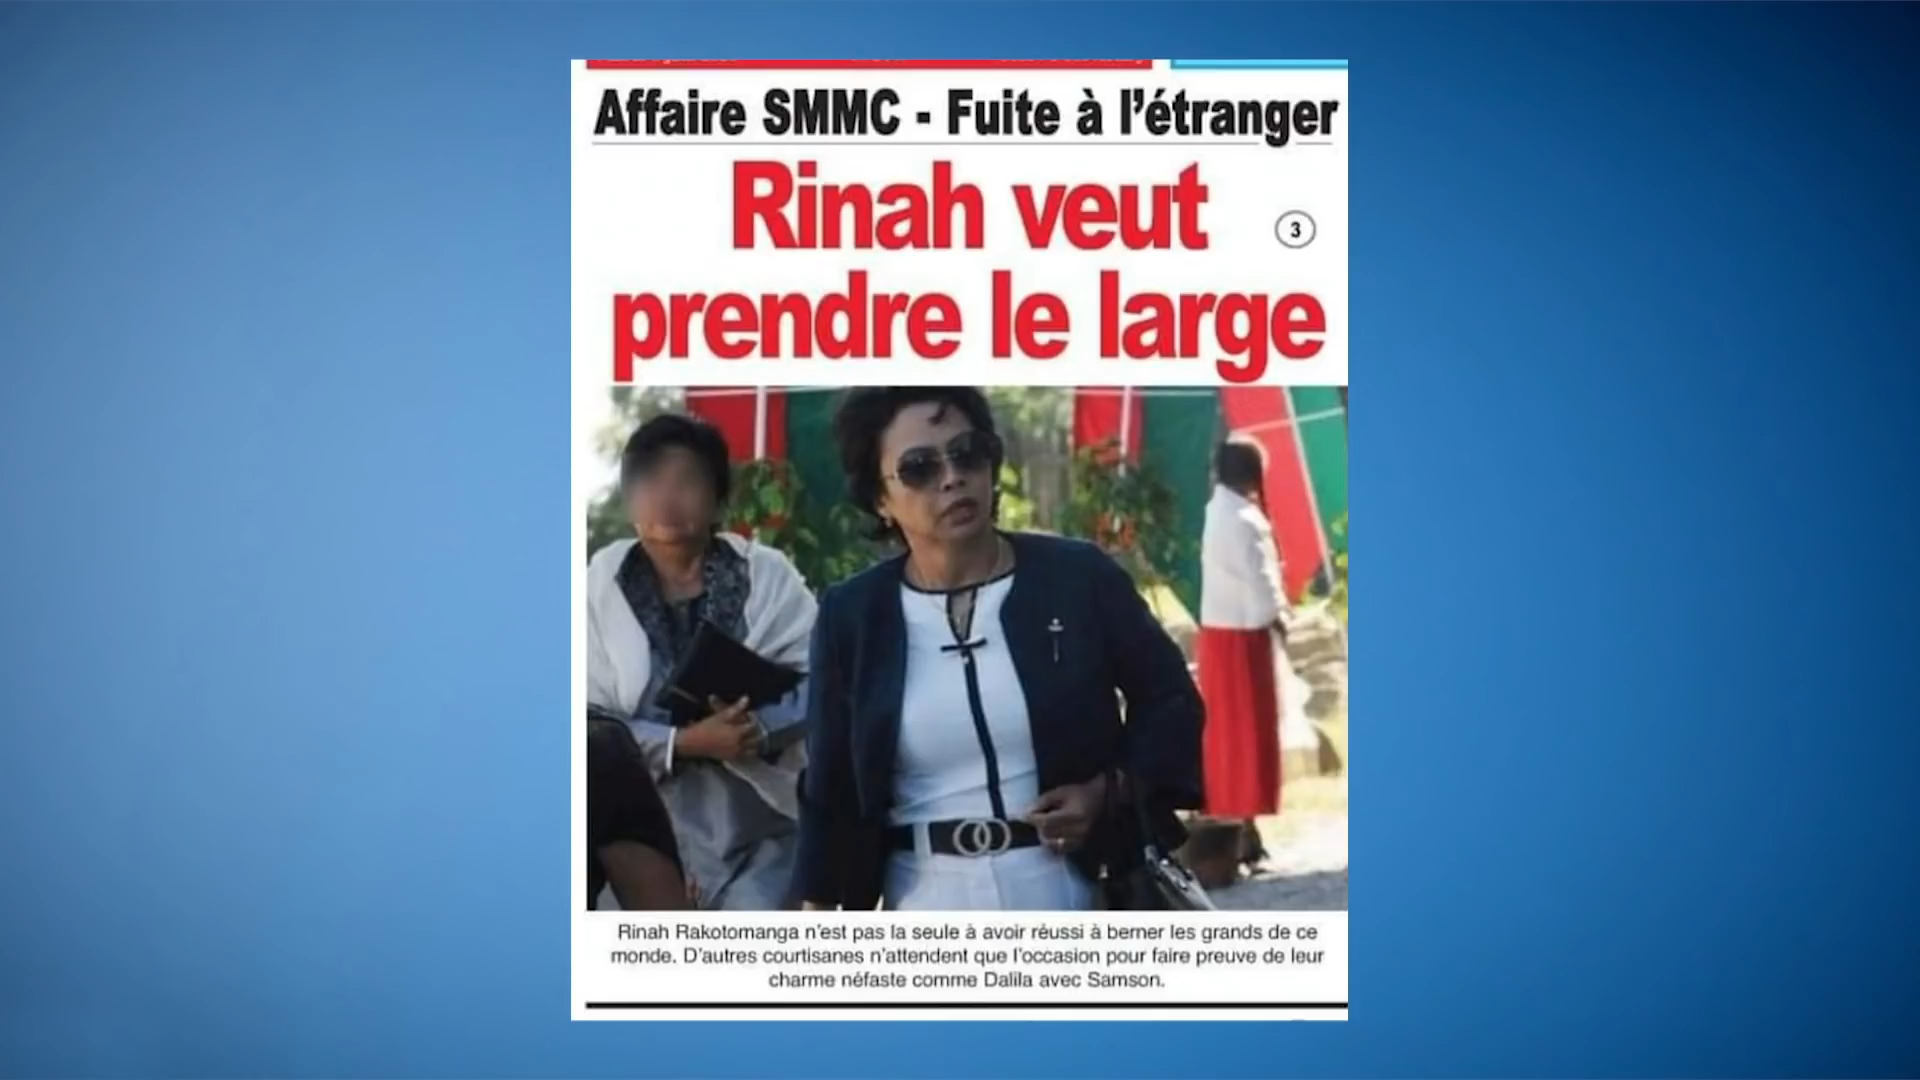 Affaire SMMC - Fuite à l'étranger
Rinah veut
3
prendre le large
Rinah Rakotomanga n'est pas la seule à avoir réussi à berner les grands de ce
monde. D'autres courtisanes n'attendent que l'occasion pour faire preuve de leur
charme néfaste comme Dalila avec Samson.